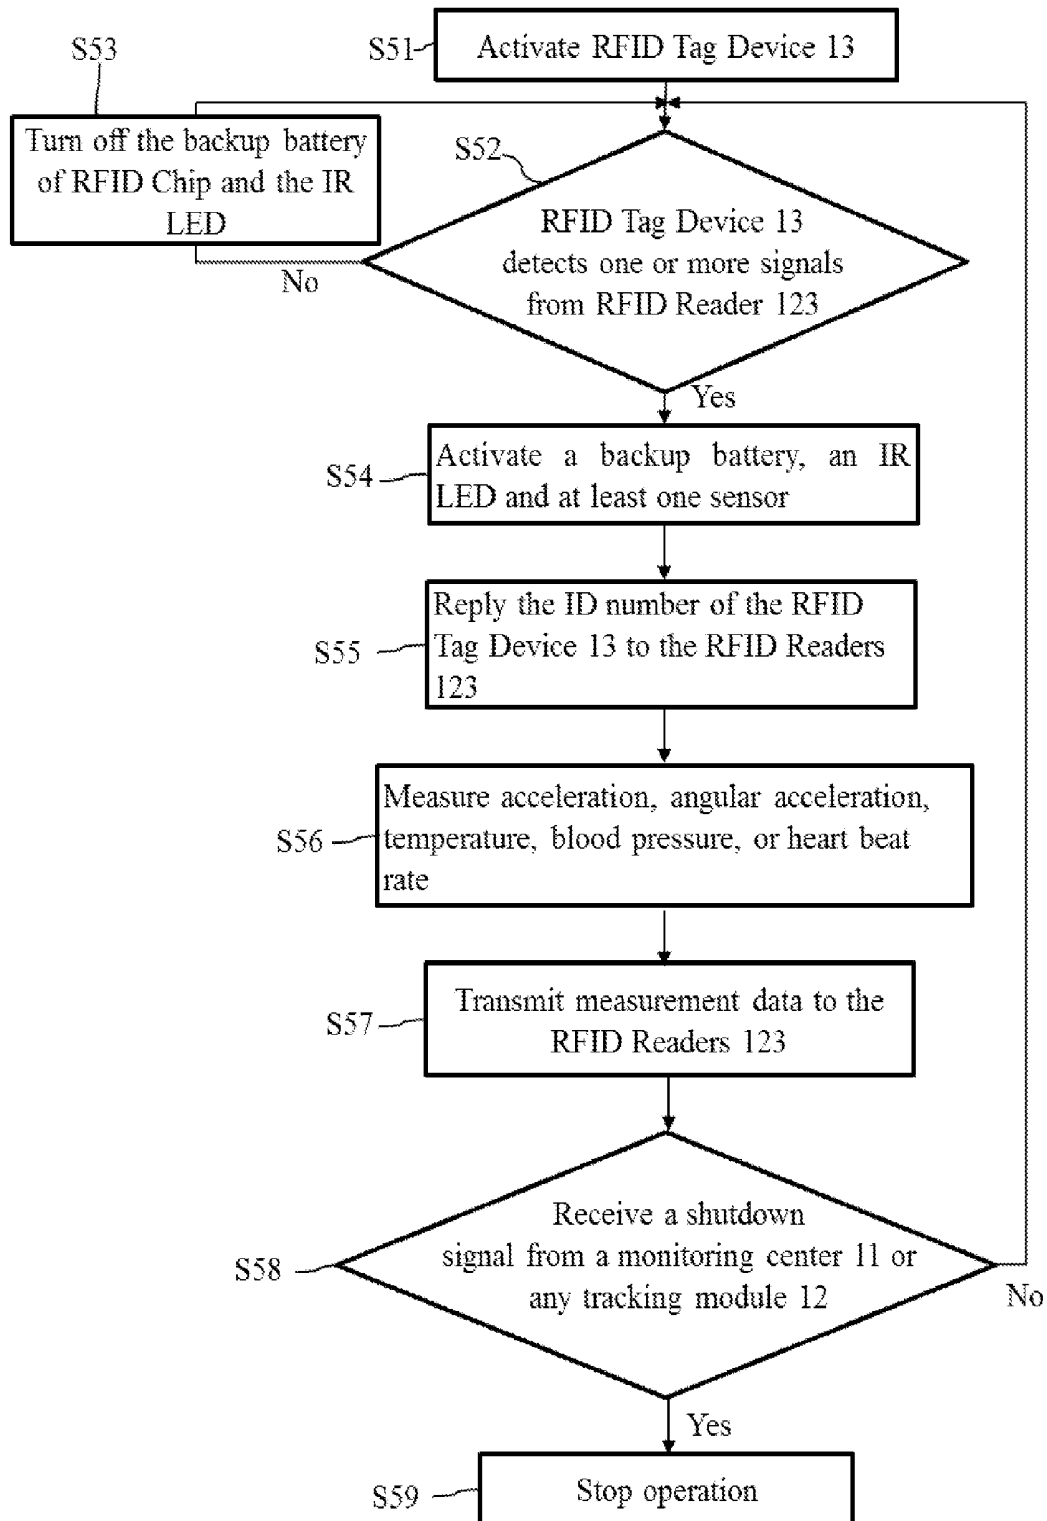 S51
Activate RFID Tag Device 13
S53
Turn off the backup battery
of RFID Chip and the IR
LED
S52
RFID Tag Device 13
detects one or more signals
from RFID Reader 123
No
Yes
S54
Activate a backup battery, an IR
LED and at least one sensor
S55
Reply the ID number of the RFID
Tag Device 13 to the RFID Readers
123
S56
Measure acceleration, angular acceleration,
temperature, blood pressure, or heart beat
rate
S57
Transmit measurement data to the
RFID Readers 123
S58
Receive a shutdown
signal from a monitoring center 11 or
any tracking module 12
No
Yes
S59
Stop operation